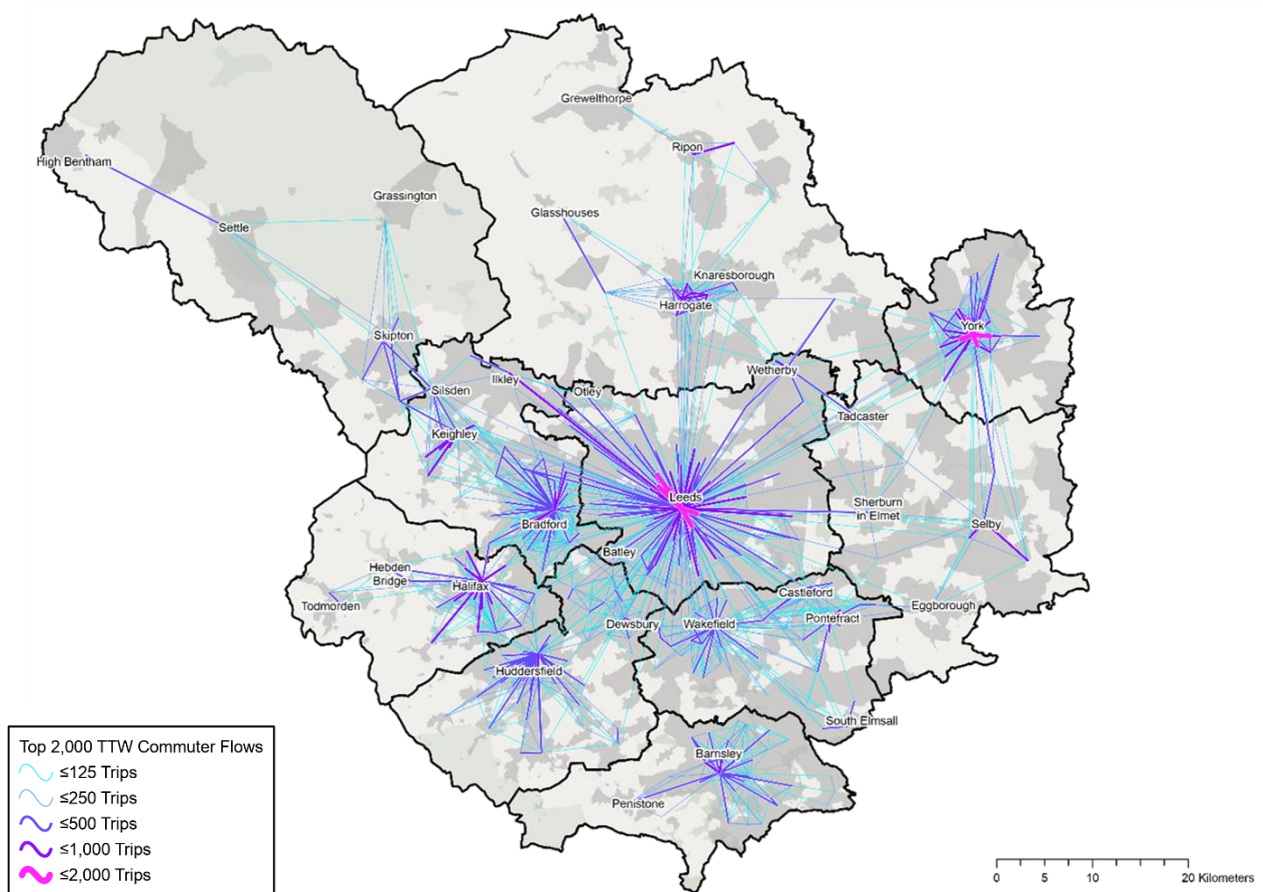 Grewelthorpe
Ripon
High Bentham
Grassington
Glasshouses
Settle
Knaresborough
Harrogate
York
Skipton
Wetherby
Ilkley
Silsden
Otley
Tadcaster
Keighley
Leeds
Sherburn
in Elmet
Bradford
Selby
Batley
Hebden
Bridge
Halifax
Castleford
Todmorden
Eggborough
Pontefract
Dewsbury
Wakefield
Huddersfield
South Elmsall
Barnsley
Penistone
Top 2,000 TTW Commuter Flows
≤125 Trips
≤250 Trips
≤500 Trips
≤1,000 Trips
≤2,000 Trips
0 5 10 20 Kilometers